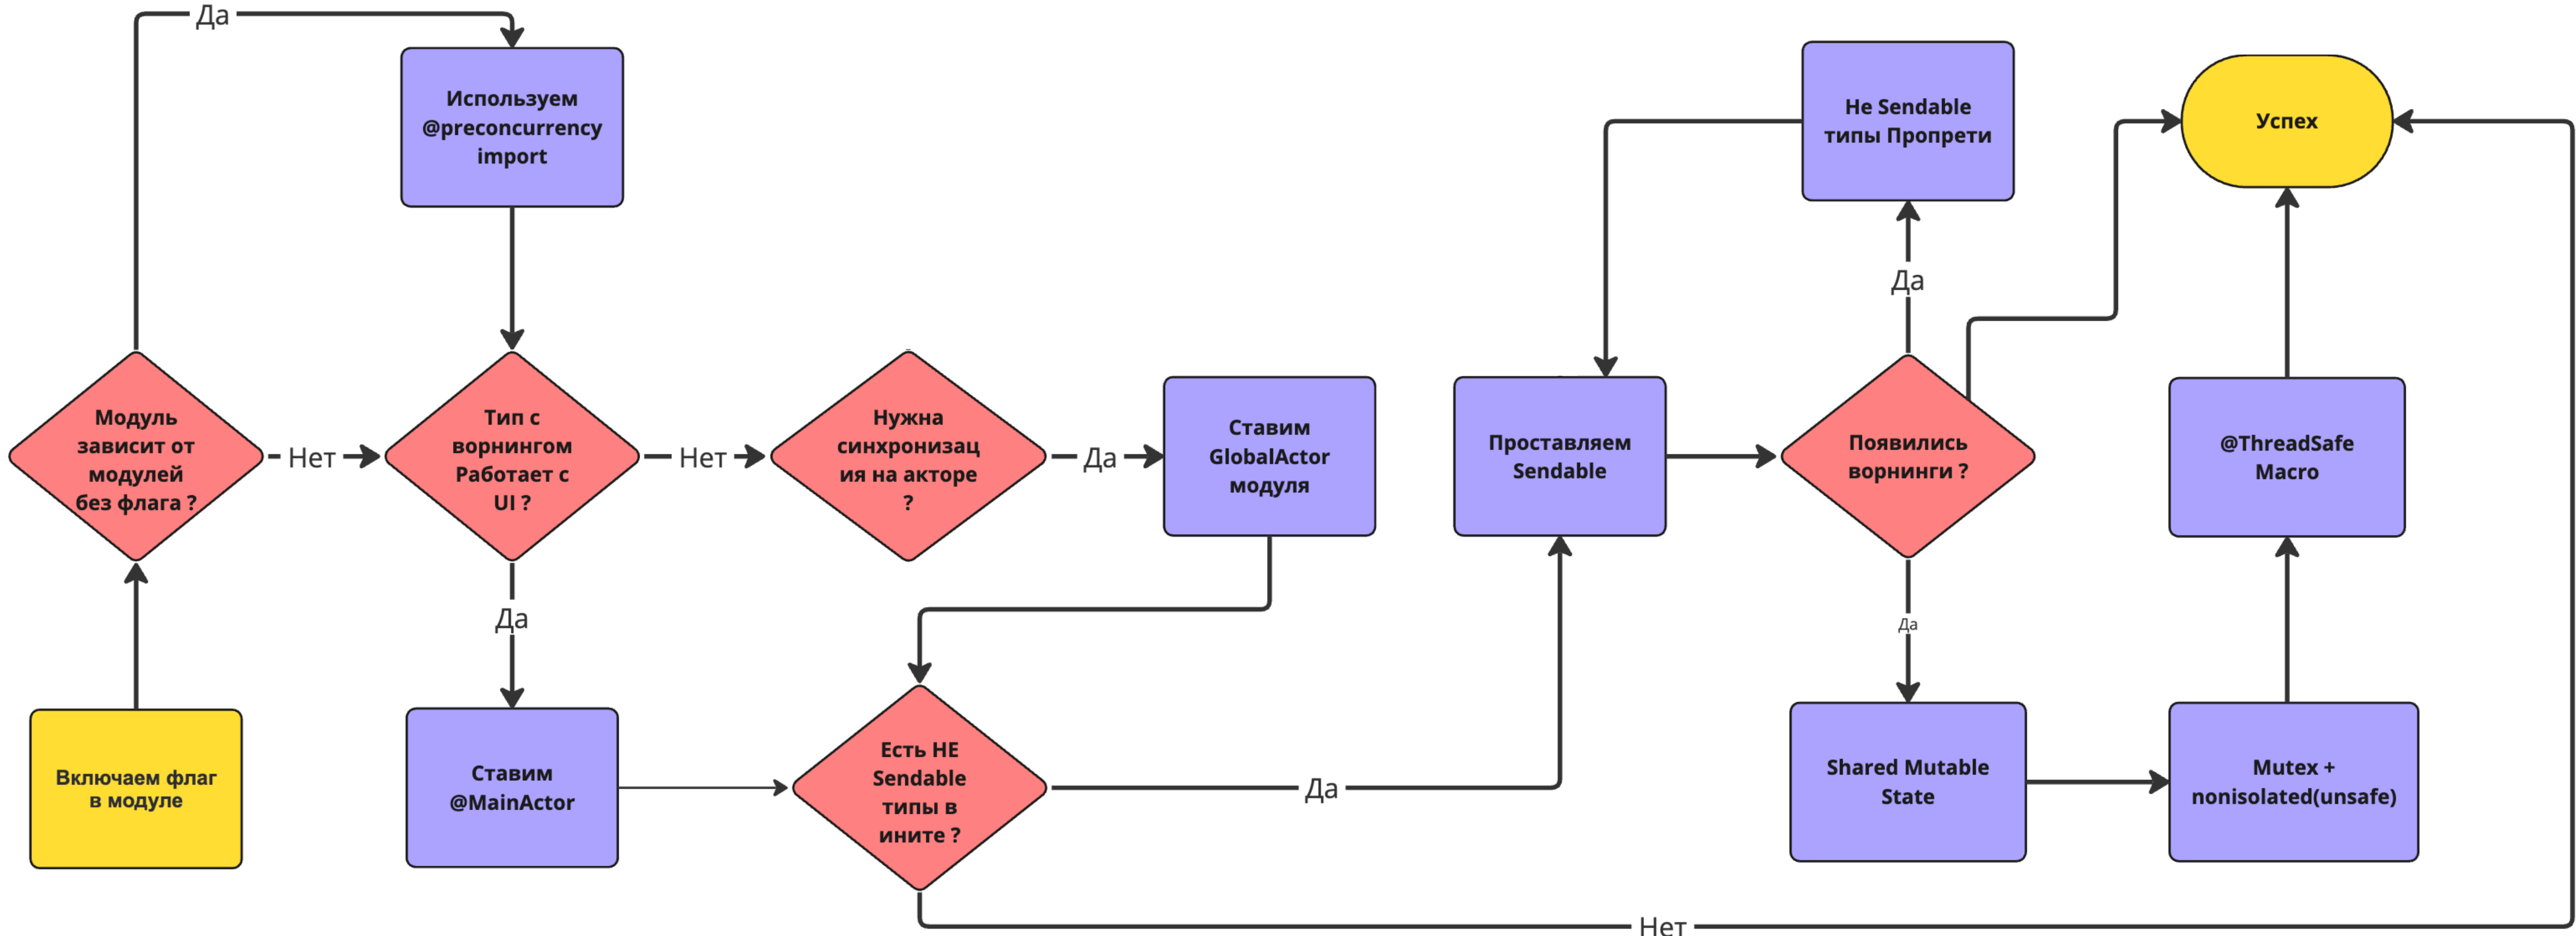 Да
Используем
@preconcurrency
import
Не Sendable
типы Пропрети
Успех
Да
Модуль
зависит от
модулей
без флага ?
Нет
Тип с
ворнингом
Работает с
UI ?
Нет
Нужна
синхронизац
ия на акторе
?
Да
Ставим
GlobalActor
модуля
Проставляем
Sendable
Появились
ворнинги ?
@ThreadSafe
Macro
Да
Да
Включаем флаг
в модуле
Ставим
@MainActor
Есть НЕ
Sendable
типы в
ините ?
Да
Shared Mutable
State
Mutex +
nonisolated(unsafe)
Нет